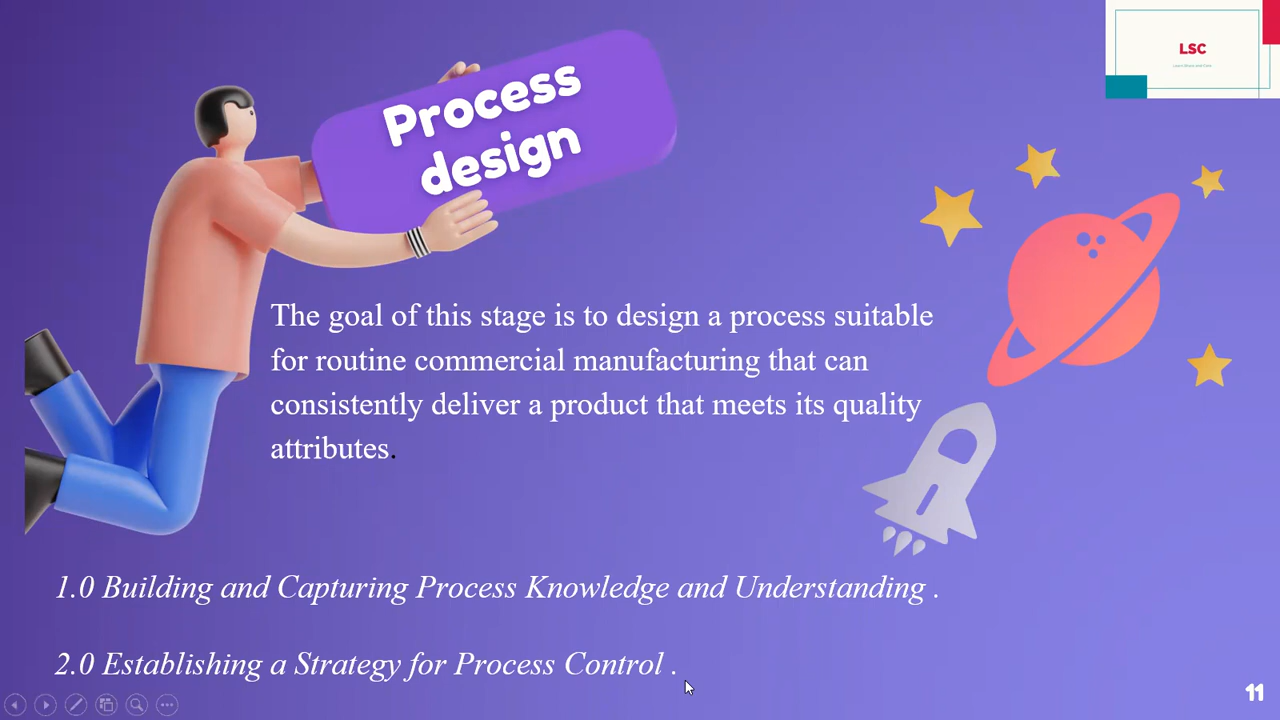 LSC
Process
design
The goal of this stage is to design a process suitable
for routine commercial manufacturing that can
consistently deliver a product that meets its quality
attributes.
1.0 Building and Capturing Process Knowledge and Understanding .
2.0 Establishing a Strategy for Process Control .
11